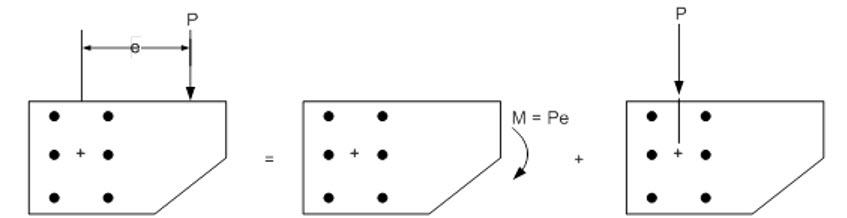 P
P
e
M = Pe
+ + +
= +